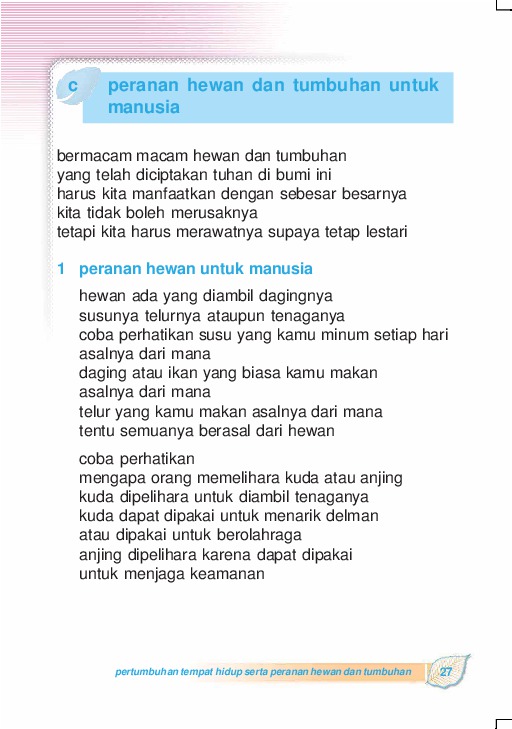 c peranan hewan dan tumbuhan untuk
manusia
bermacam macam hewan dan tumbuhan
yang telah diciptakan tuhan di bumi ini
harus kita manfaatkan dengan sebesar besarnya
kita tidak boleh merusaknya
tetapi kita harus merawatnya supaya tetap lestari
1 peranan hewan untuk manusia
hewan ada yang diambil dagingnya
susunya telurnya ataupun tenaganya
coba perhatikan susu yang kamu minum setiap hari
asalnya dari mana
daging atau ikan yang biasa kamu makan
asalnya dari mana
telur yang kamu makan asalnya dari mana
tentu semuanya berasal dari hewan
coba perhatikan
mengapa orang memelihara kuda atau anjing
kuda dipelihara untuk diambil tenaganya
kuda dapat dipakai untuk menarik delman
atau dipakai untuk berolahraga
anjing dipelihara karena dapat dipakai
untuk menjaga keamanan
pertumbuhan tempat hidup serta peranan hewan dan tumbuhan 27